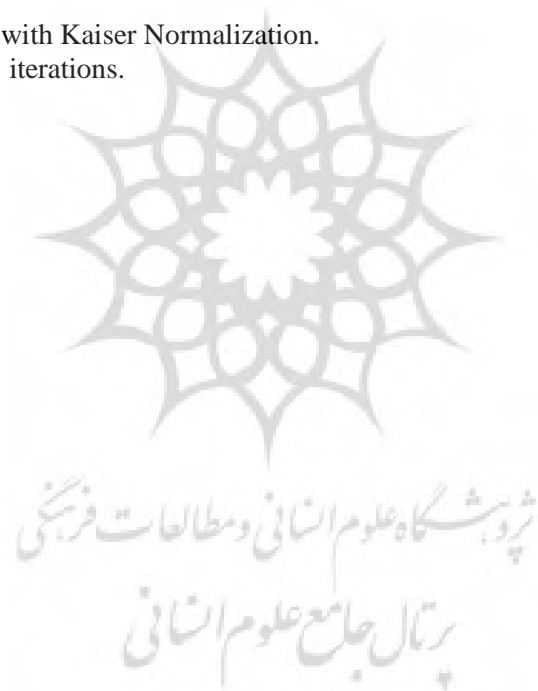 with Kaiser Normalization.
iterations.
پژوهشگاه علوم انسانی و مطالعات فرهنگی
پرتال جامع علوم انسانی